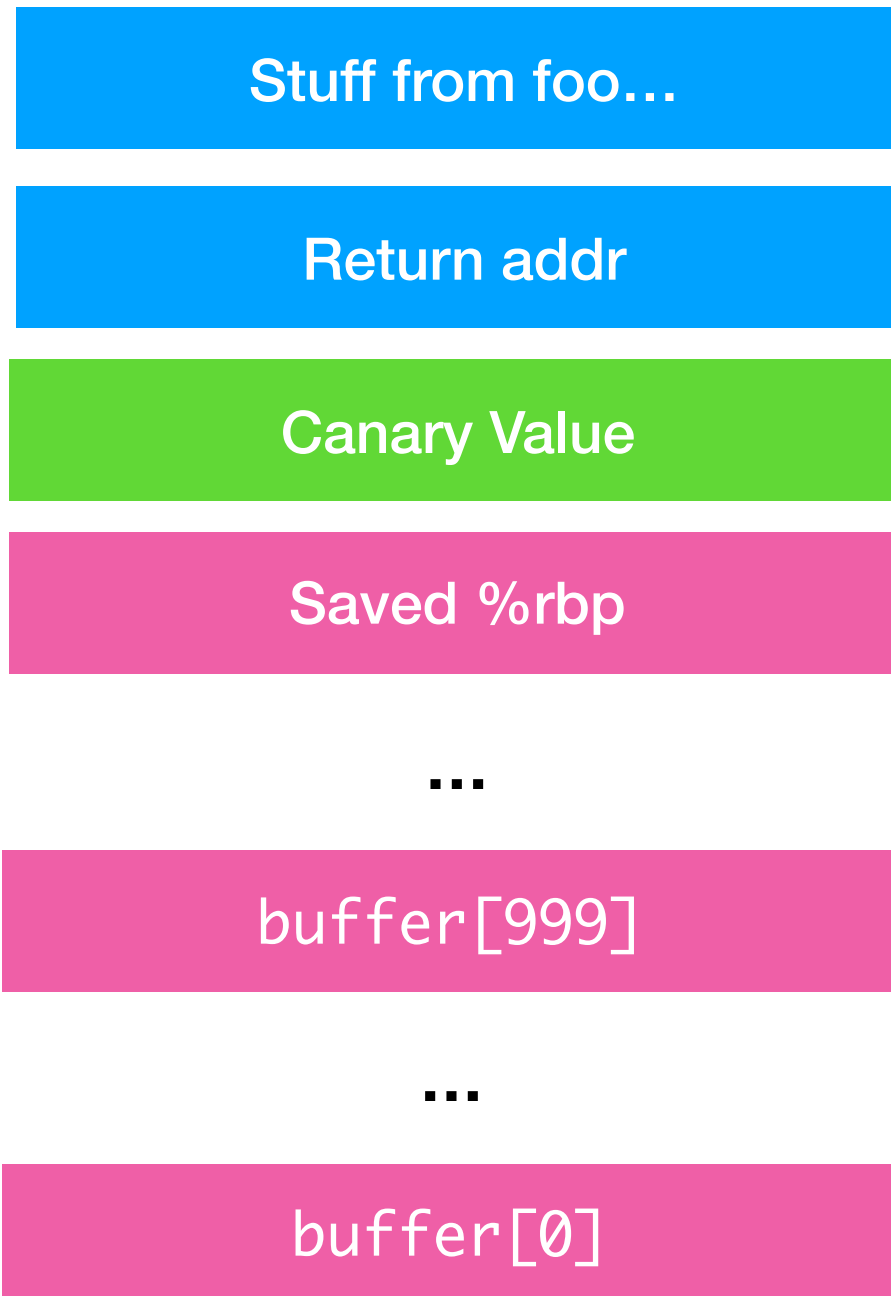 Stuff from foo...
Return addr
Canary Value
Saved %rbp
...
buffer[999]
...
buffer[0]